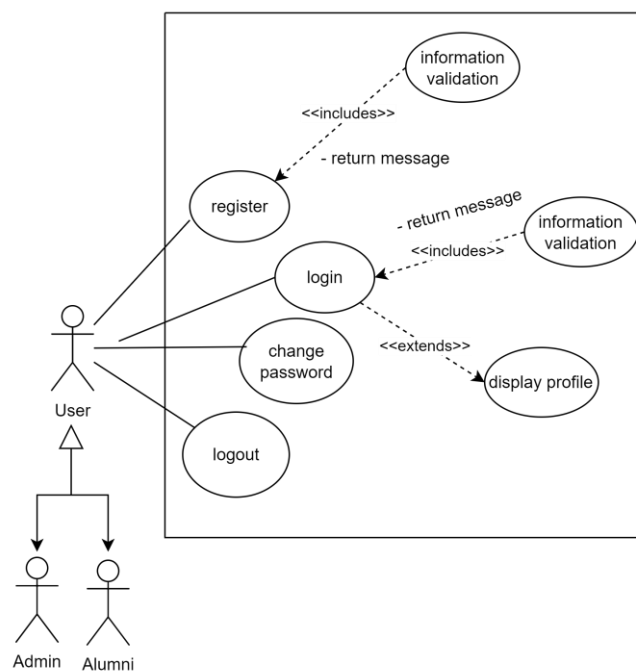 information
validation
<<includes>>
- return message
register
- return message
information
validation
<<includes>>
login
change
password
<<extends>>
display profile
User
logout
Admin
Alumni